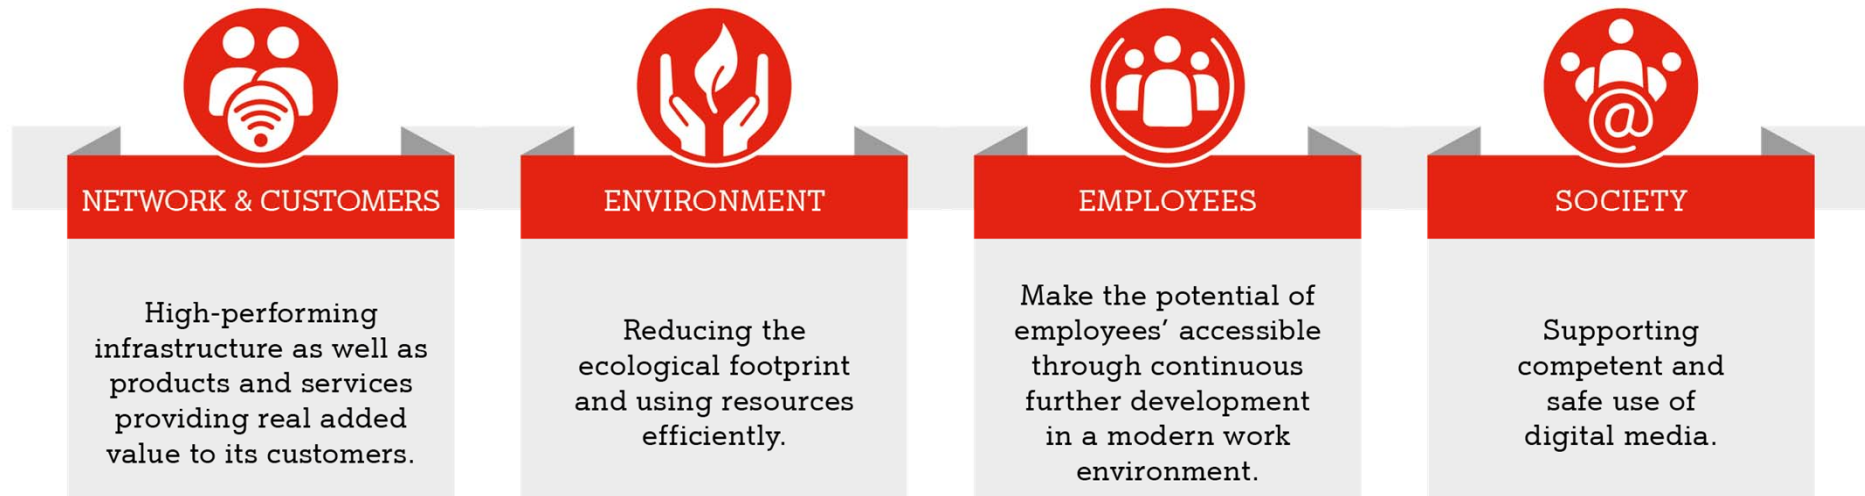 NETWORK & CUSTOMERS
High-performing
infrastructure as well as
products and services
providing real added
value to its customers.
ENVIRONMENT
Reducing the
ecological footprint
and using resources
efficiently.
EMPLOYEES
Make the potential of
employees’ accessible
through continuous
further development
in a modern work
environment.
SOCIETY
Supporting
competent and
safe use of
digital media.